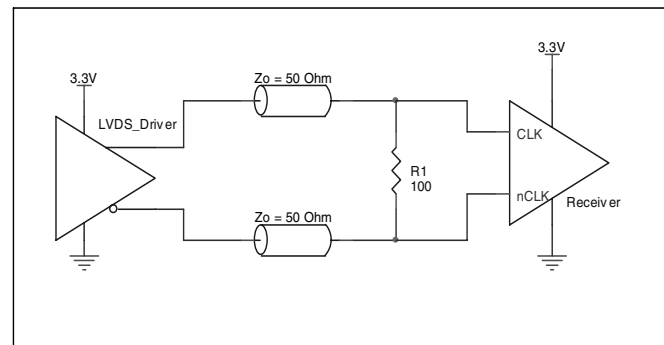 3.3V
LVDS_Driver
Zo = 50 Ohm
Zo = 50 Ohm
R1
100
3.3V
CLK
nCLK
Receiver